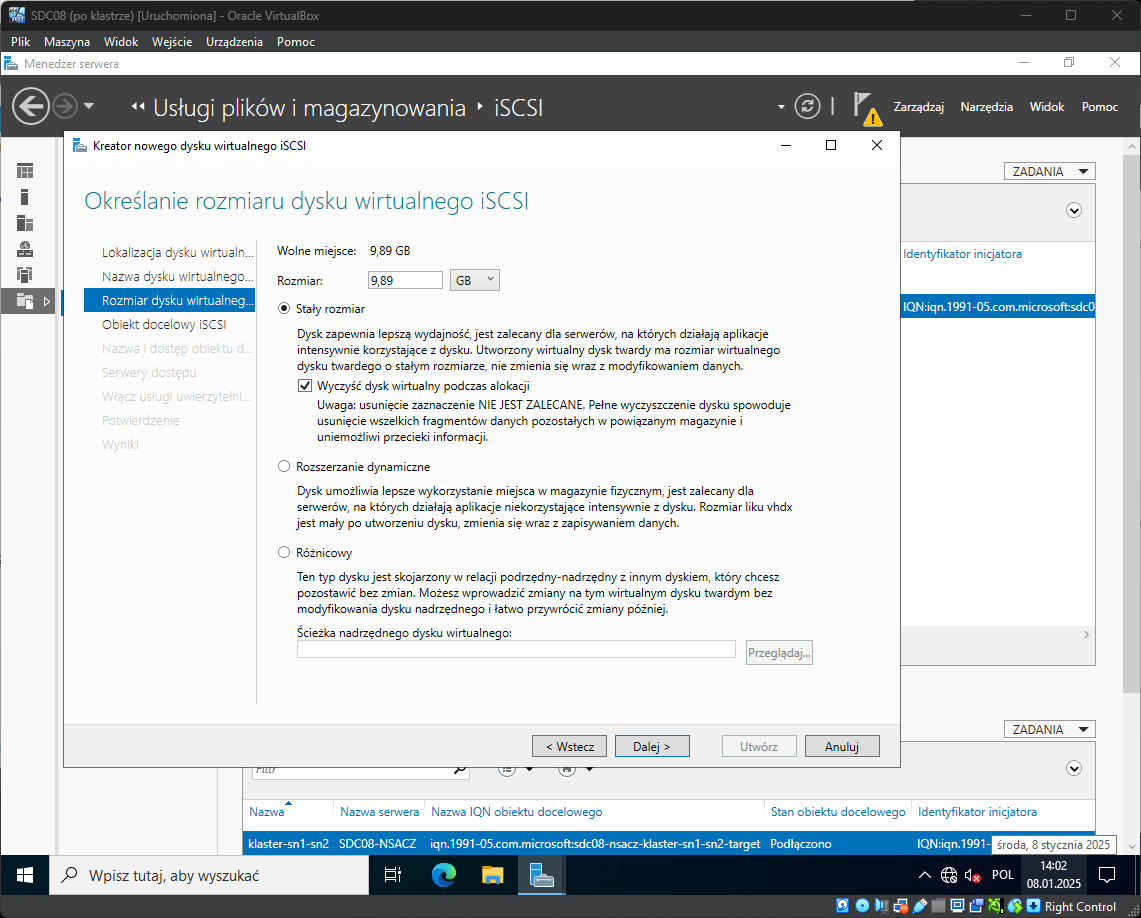 SDC08 (po klastrze) [Uruchomiona] - Oracle VirtualBox
Plik Maszyna Widok Wejście Urządzenia Pomoc
Menedżer serwera
Usługi plików i magazynowania iSCSI
Zarządzaj Narzędzia Widok Pomoc
Kreator nowego dysku wirtualnego iSCSI
ZADANIA
Określanie rozmiaru dysku wirtualnego iSCSI
Lokalizacja dysku wirtualn...
Nazwa dysku wirtualnego...
Rozmiar dysku wirtualneg...
Obiekt docelowy iSCSI
Nazwa i dostęp obiektu d...
Serwery dostępu
Włącz usługi uwierzytelni...
Potwierdzenie
Wyniki
Wolne miejsce: 9,89 GB
Rozmiar: 9,89 GB
Stały rozmiar
Dysk zapewnia lepszą wydajność, jest zalecany dla serwerów, na których działają aplikacje
intensywnie korzystające z dysku. Utworzony wirtualny dysk twardy ma rozmiar wirtualnego
dysku twardego o stałym rozmiarze, nie zmienia się wraz z modyfikowaniem danych.
Wyczyść dysk wirtualny podczas alokacji
Uwaga: usunięcie zaznaczenie NIE JEST ZALECANE. Pełne wyczyszczenie dysku spowoduje
usunięcie wszelkich fragmentów danych pozostałych w powiązanym magazynie i
uniemożliwi przecieki informacji.
Rozszerzanie dynamiczne
Dysk umożliwia lepsze wykorzystanie miejsca w magazynie fizycznym, jest zalecany dla
serwerów, na których działają aplikacje niekorzystające intensywnie z dysku. Rozmiar liku vhdx
jest mały po utworzeniu dysku, zmienia się wraz z zapisywaniem danych.
Różnicowy
Ten typ dysku jest skojarzony w relacji podrzędny-nadrzędny z innym dyskiem, który chcesz
pozostawić bez zmian. Możesz wprowadzić zmiany na tym wirtualnym dysku twardym bez
modyfikowania dysku nadrzędnego i łatwo przywrócić zmiany później.
Ścieżka nadrzędnego dysku wirtualnego:
Przeglądaj...
< Wstecz Dalej > Utwórz Anuluj
Identyfikator inicjatora
IQN:iqn.1991-05.com.microsoft:sdc0
ZADANIA
Filtr
Nazwa Nazwa serwera Nazwa IQN obiektu docelowego Stan obiektu docelowego Identyfikator inicjatora
klaster-sn1-sn2 SDC08-NSACZ iqn.1991-05.com.microsoft:sdc08-nsacz-klaster-sn1-sn2-target Podłączono IQN:iqn.1991-
środa, 8 stycznia 2025
Wpisz tutaj, aby wyszukać
POL
14:02
08.01.2025
Right Control